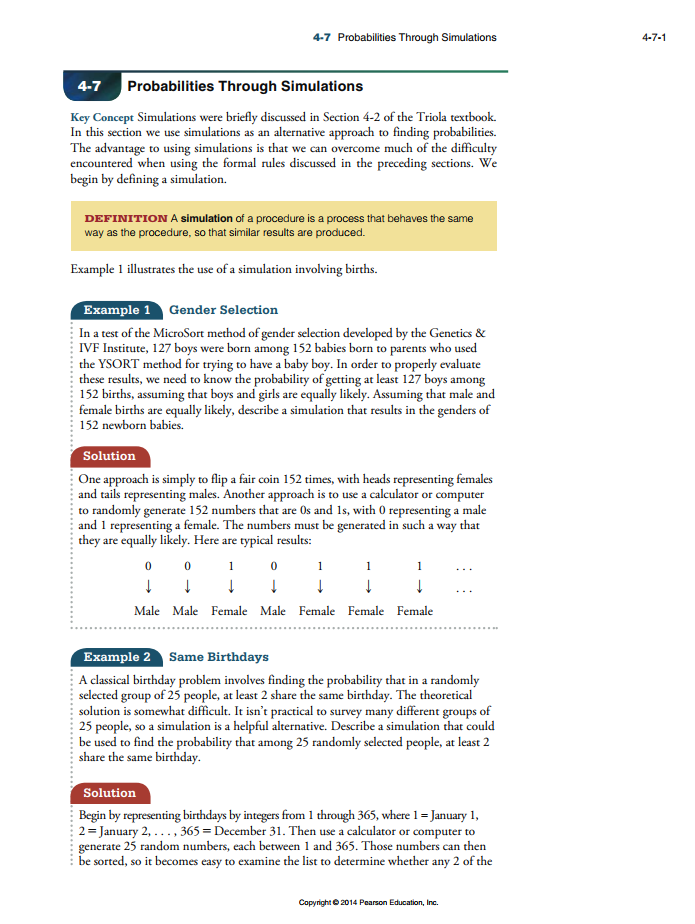 4-7 Probabilities Through Simulations 4-7-1
4-7 Probabilities Through Simulations
Key Concept Simulations were briefly discussed in Section 4-2 of the Triola textbook.
In this section we use simulations as an alternative approach to finding probabilities.
The advantage to using simulations is that we can overcome much of the difficulty
encountered when using the formal rules discussed in the preceding sections. We
begin by defining a simulation.
DEFINITION A simulation of a procedure is a process that behaves the same
way as the procedure, so that similar results are produced.
Example 1 illustrates the use of a simulation involving births.
Example 1 Gender Selection
In a test of the MicroSort method of gender selection developed by the Genetics &
IVF Institute, 127 boys were born among 152 babies born to parents who used
the YSORT method for trying to have a baby boy. In order to properly evaluate
these results, we need to know the probability of getting at least 127 boys among
152 births, assuming that boys and girls are equally likely. Assuming that male and
female births are equally likely, describe a simulation that results in the genders of
152 newborn babies.
Solution
One approach is simply to flip a fair coin 152 times, with heads representing females
and tails representing males. Another approach is to use a calculator or computer
to randomly generate 152 numbers that are 0s and 1s, with 0 representing a male
and 1 representing a female. The numbers must be generated in such a way that
they are equally likely. Here are typical results:
0 0 1 0 1 1 1 . . .
↓ ↓ ↓ ↓ ↓ ↓ ↓ . . .
Male Male Female Male Female Female Female
Example 2 Same Birthdays
A classical birthday problem involves finding the probability that in a randomly
selected group of 25 people, at least 2 share the same birthday. The theoretical
solution is somewhat difficult. It isn't practical to survey many different groups of
25 people, so a simulation is a helpful alternative. Describe a simulation that could
be used to find the probability that among 25 randomly selected people, at least 2
share the same birthday.
Solution
Begin by representing birthdays by integers from 1 through 365, where 1 = January 1,
2 = January 2, . . . , 365 = December 31. Then use a calculator or computer to
generate 25 random numbers, each between 1 and 365. Those numbers can then
be sorted, so it becomes easy to examine the list to determine whether any 2 of the
Copyright © 2014 Pearson Education, Inc.